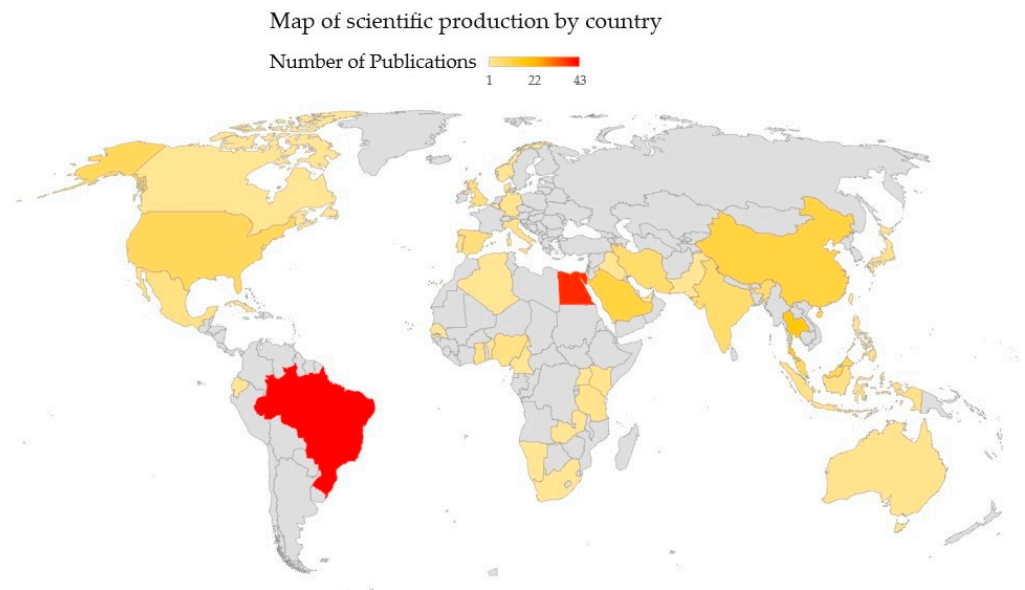 Map of scientific production by country
Number of Publications
1 22 43